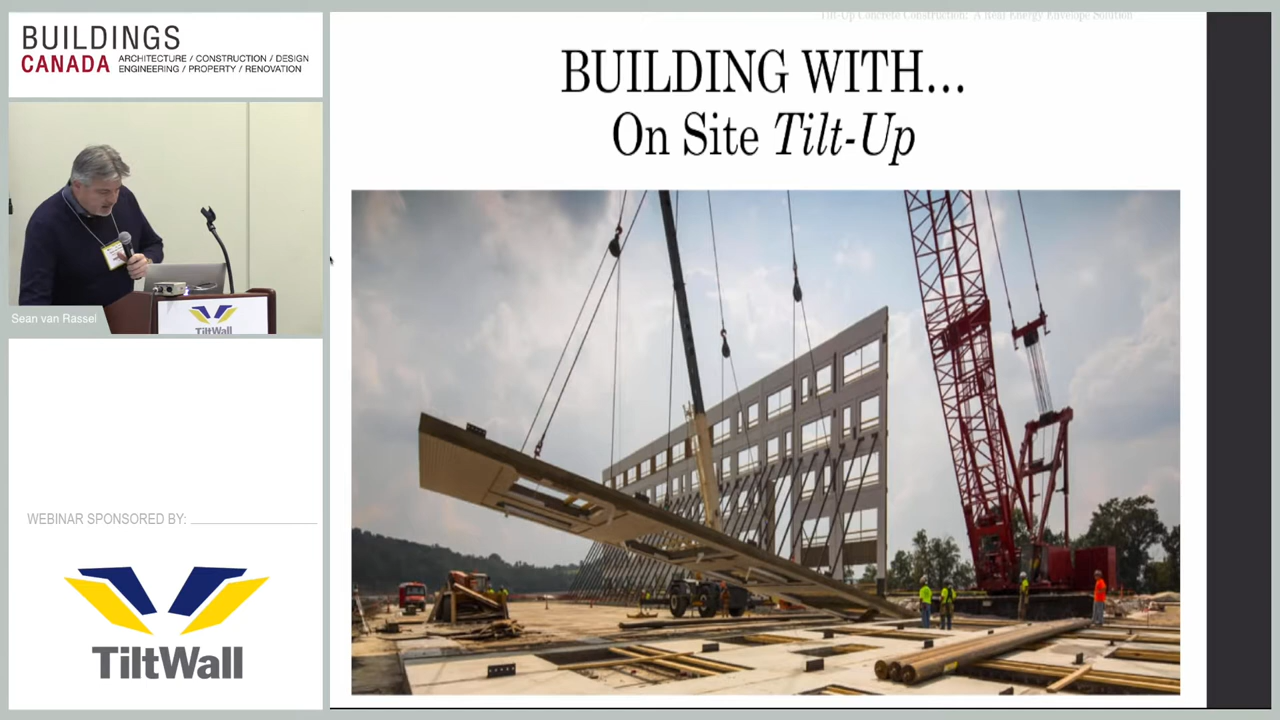 BUILDINGS
CANADA
ARCHITECTURE / CONSTRUCTION / DESIGN
ENGINEERING / PROPERTY / RENOVATION
TiltWall
Sean van Rassel
WEBINAR SPONSORED BY:
TiltWall
Tilt-Up Concrete Construction: A Real Energy Envelope Solution
BUILDING WITH...
On Site Tilt-Up